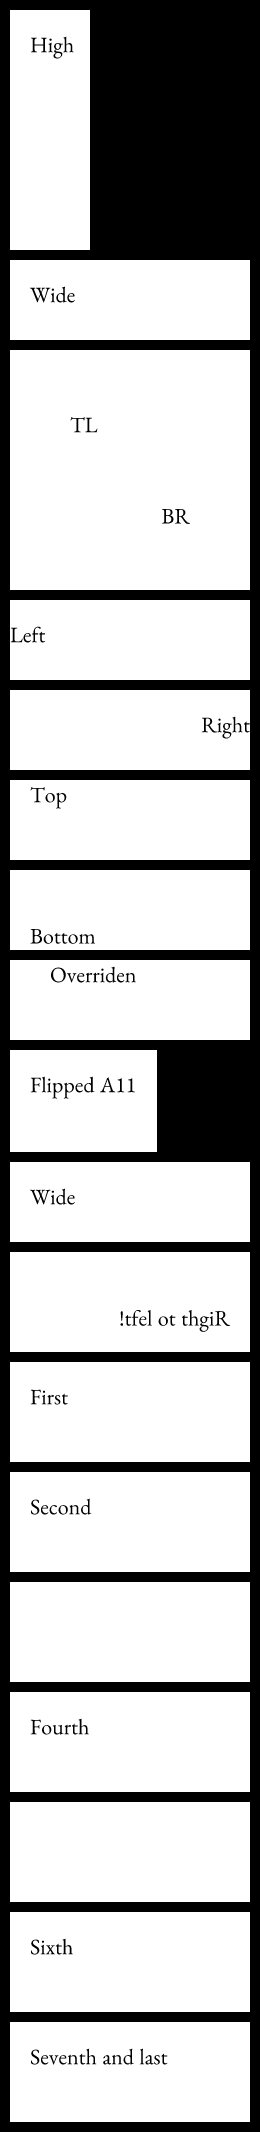 High
Wide
TL
BR
Left
Right
Top
Bottom
Overriden
Flipped A11
Wide
!tfel ot thgiR
First
Second
Fourth
Sixth
Seventh and last